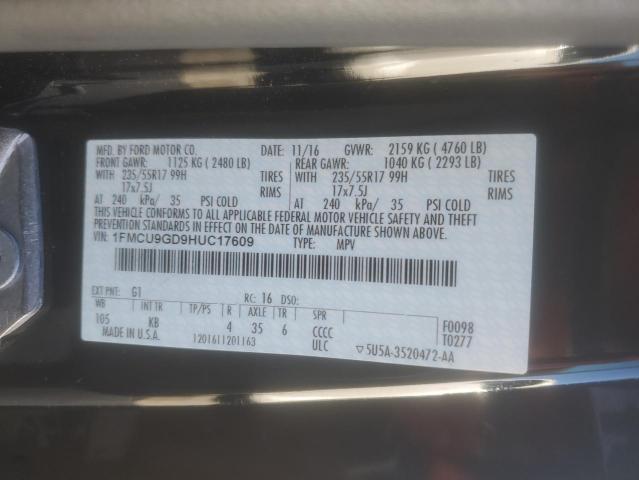 MFD. BY FORD MOTOR CO. 11/16 GVWR: 2159 KG ( 4760 LB)
FRONT GAWR: 1125 KG ( 2480 LB) REAR GAWR: 1040 KG ( 2293 LB)
WITH 235/55R17 99H TIRES WITH 235/55R17 99H TIRES
17x7.5J RIMS 17x7.5J RIMS
AT 240 kPa/ 35 PSI COLD AT 240 kPa/ 35 PSI COLD
THIS VEHICLE CONFORMS TO ALL APPLICABLE FEDERAL MOTOR VEHICLE SAFETY AND THEFT
PREVENTION STANDARDS IN EFFECT ON THE DATE OF MANUFACTURE SHOWN ABOVE.
VIN: 1FMCU9GD9HUC17609 TYPE: MPV
EXT PNT: G1 RC: 16 DSO:
WB INT TR TP/PS R AXLE TR SPR
105 KB 4 35 6 CCCC F0098
MADE IN U.S.A. 1201611201163 ULC T0277
▽5U5A-3520472-AA